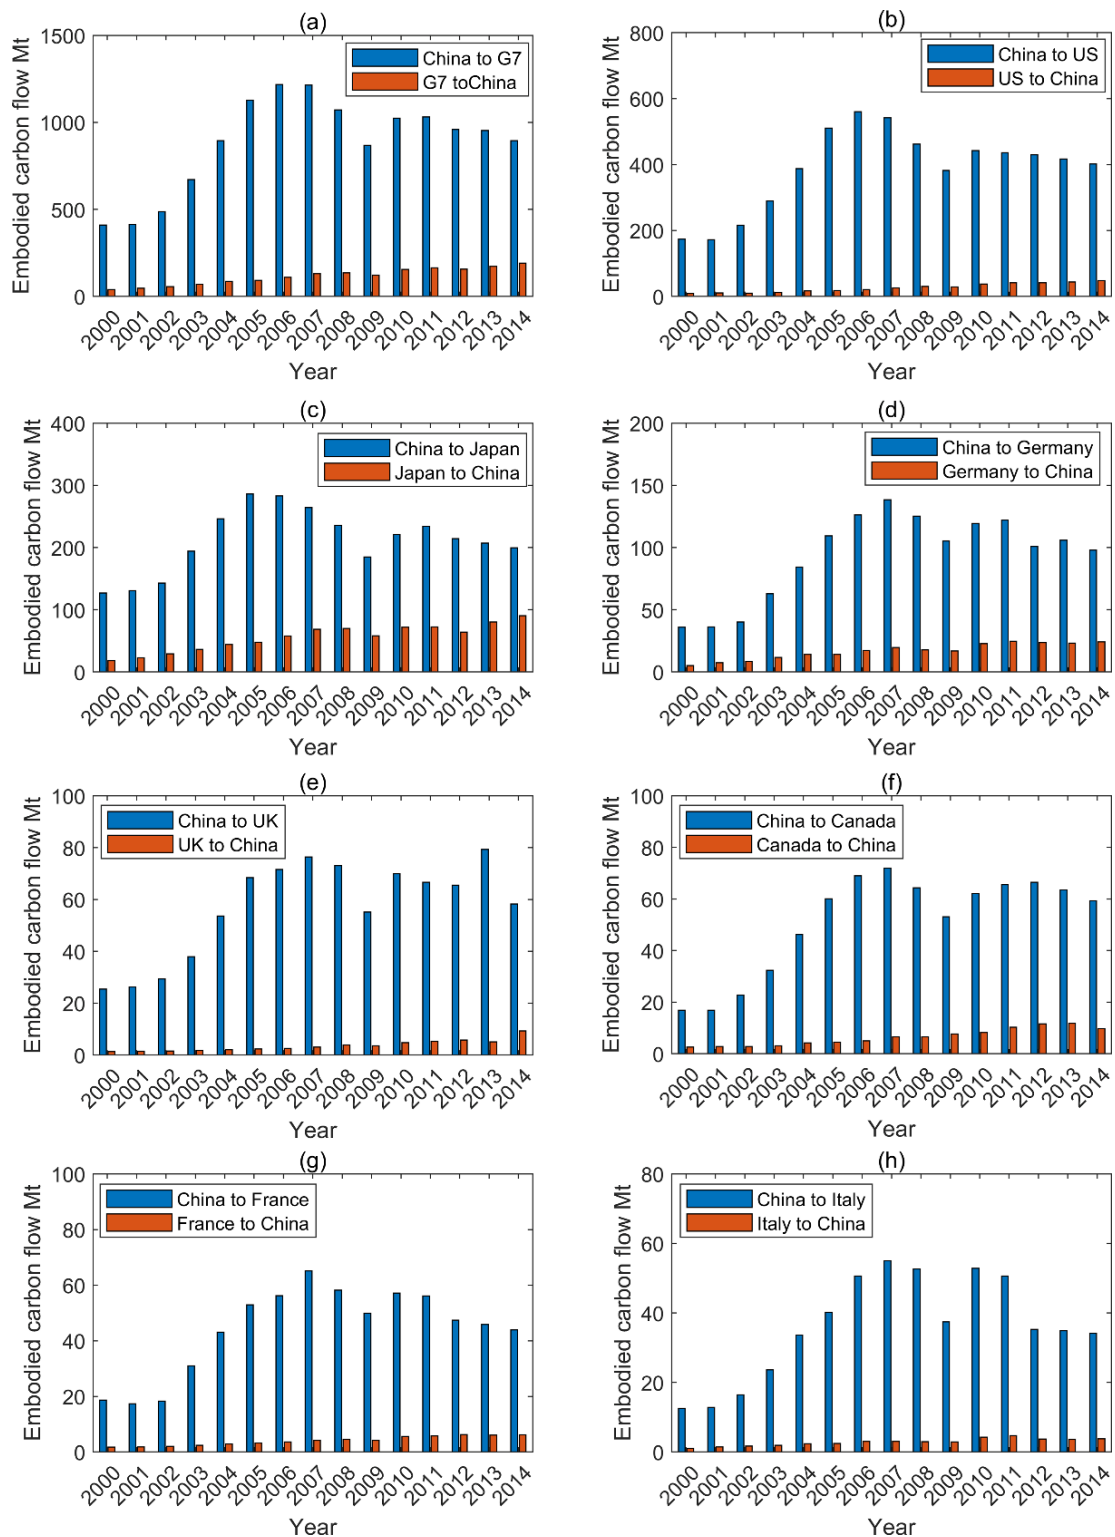 (a)
Embodied carbon flow Mt
1500
1000
500
0
China to G7
G7 toChina
2000 2001 2002 2003 2004 2005 2006 2007 2008 2009 2010 2011 2012 2013 2014
Year
(b)
Embodied carbon flow Mt
800
600
400
200
0
China to US
US to China
2000 2001 2002 2003 2004 2005 2006 2007 2008 2009 2010 2011 2012 2013 2014
Year
(c)
Embodied carbon flow Mt
400
300
200
100
0
China to Japan
Japan to China
2000 2001 2002 2003 2004 2005 2006 2007 2008 2009 2010 2011 2012 2013 2014
Year
(d)
Embodied carbon flow Mt
200
150
100
50
0
China to Germany
Germany to China
2000 2001 2002 2003 2004 2005 2006 2007 2008 2009 2010 2011 2012 2013 2014
Year
(e)
Embodied carbon flow Mt
100
80
60
40
20
0
China to UK
UK to China
2000 2001 2002 2003 2004 2005 2006 2007 2008 2009 2010 2011 2012 2013 2014
Year
(f)
Embodied carbon flow Mt
100
80
60
40
20
0
China to Canada
Canada to China
2000 2001 2002 2003 2004 2005 2006 2007 2008 2009 2010 2011 2012 2013 2014
Year
(g)
Embodied carbon flow Mt
100
80
60
40
20
0
China to France
France to China
2000 2001 2002 2003 2004 2005 2006 2007 2008 2009 2010 2011 2012 2013 2014
Year
(h)
Embodied carbon flow Mt
80
60
40
20
0
China to Italy
Italy to China
2000 2001 2002 2003 2004 2005 2006 2007 2008 2009 2010 2011 2012 2013 2014
Year